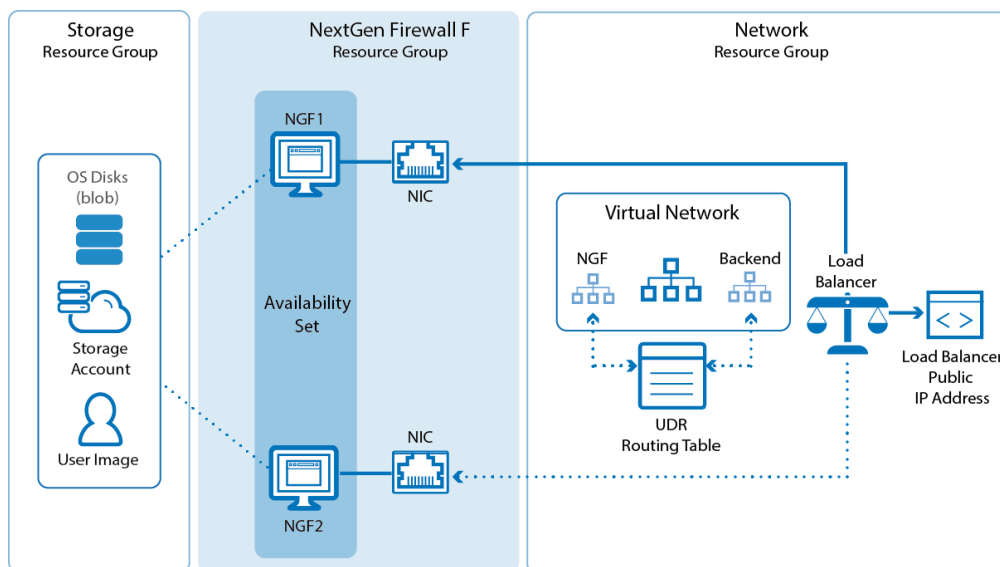 Storage
Resource Group
OS Disks
(blob)
Storage
Account
User Image
NextGen Firewall F
Resource Group
NGF1
NIC
Availability
Set
NIC
NGF2
Network
Resource Group
Virtual Network
NGF
Backend
UDR
Routing Table
Load
Balancer
< >
Load Balancer
Public
IP Address